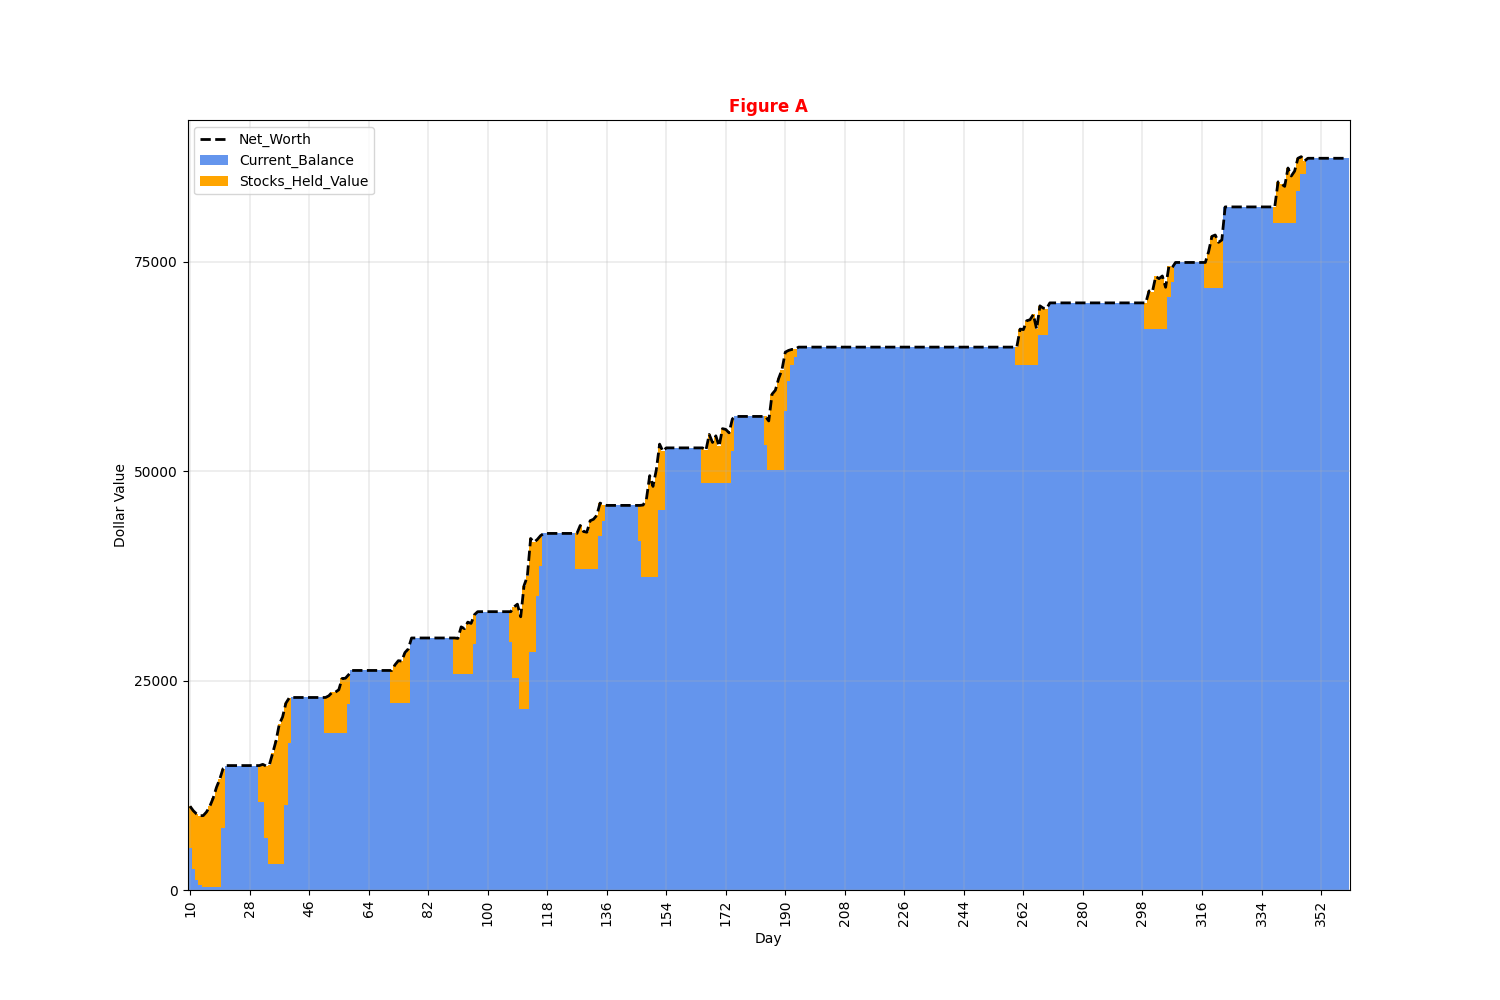 Figure A
Net_Worth
Current_Balance
Stocks_Held_Value
Dollar Value
75000
50000
25000
0
10 28 46 64 82 100 118 136 154 172 190 208 226 244 262 280 298 316 334 352
Day